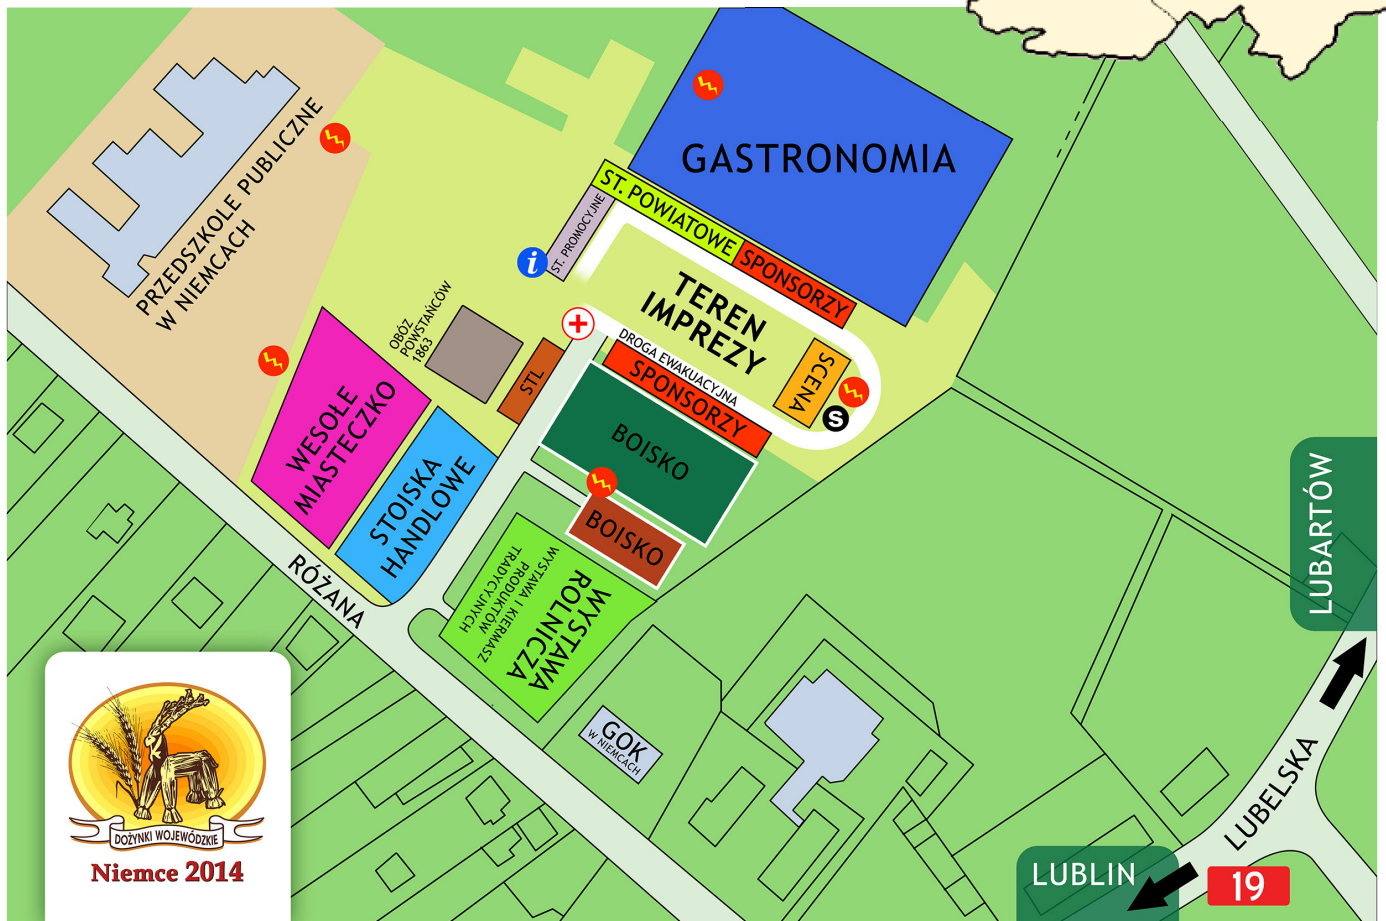 PRZEDSZKOLE PUBLICZNE
W NIEMCACH
GASTRONOMIA
ST. POWIATOWE
SPONSORZY
ST. PROMOCYJNE
i
TEREN
IMPREZY
DROGA EWAKUACYJNA
SPONSORZY
SCENA
S
OBÓZ
POWSTAŃCÓW
1863
STL
BOISKO
BOISKO
WESOŁE
MIASTECZKO
STOISKA
HANDLOWE
WYSTAWA
ROLNICZA
WYSTAWA I KIERMASZ
PRODUKTÓW
TRADYCYJNYCH
RÓŻANA
GOK
W NIEMCACH
LUBARTÓW
LUBELSKA
LUBLIN
19
DOŻYNKI WOJEWÓDZKIE
Niemce 2014